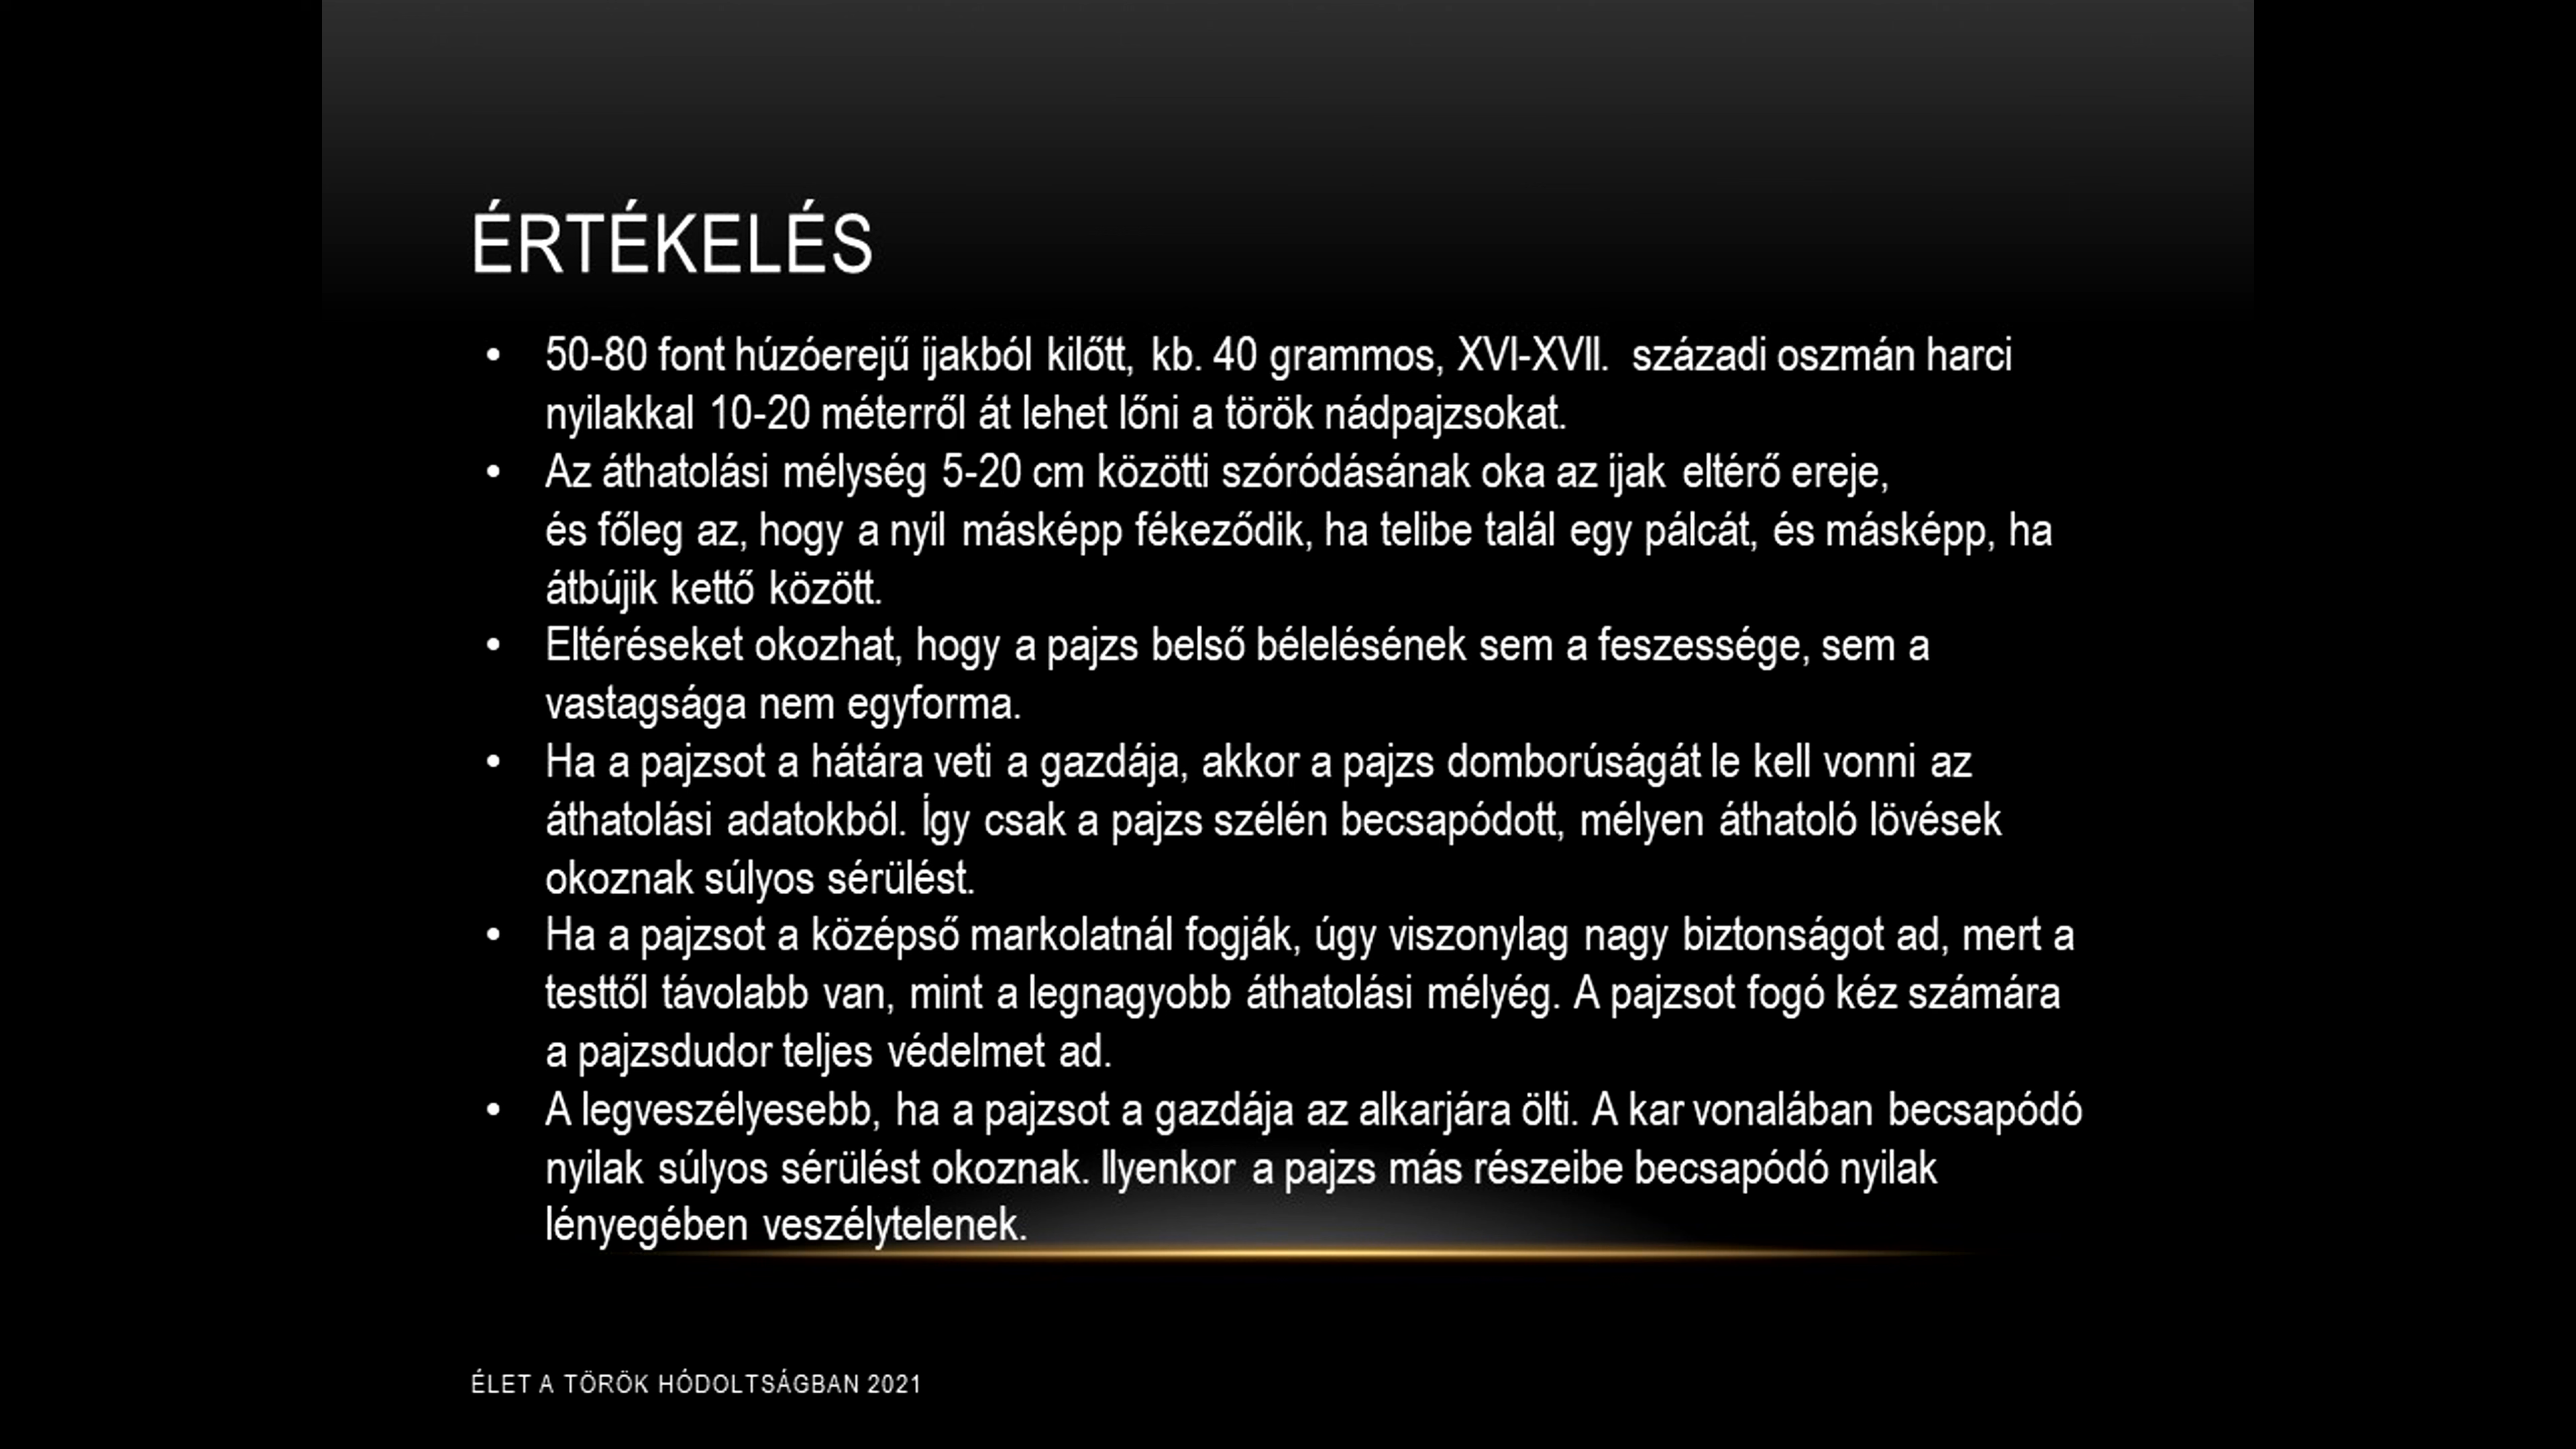 ÉRTÉKELÉS
• 50-80 font húzóerejű íjakból kilőtt, kb. 40 grammos, XVI-XVII. századi oszmán harci
nyilakkal 10-20 méterről át lehet lőni a török nádpajzsokat.
• Az áthatolási mélység 5-20 cm közötti szóródásának oka az íjak eltérő ereje,
és főleg az, hogy a nyíl másképp fékeződik, ha telibe talál egy pálcát, és másképp, ha
átbújik kettő között.
• Eltéréseket okozhat, hogy a pajzs belső bélelésének sem a feszessége, sem a
vastagsága nem egyforma.
• Ha a pajzsot a hátára veti a gazdája, akkor a pajzs domborúságát le kell vonni az
áthatolási adatokból. Így csak a pajzs szélén becsapódott, mélyen áthatoló lövések
okoznak súlyos sérülést.
• Ha a pajzsot a középső markolatnál fogják, úgy viszonylag nagy biztonságot ad, mert a
testtől távolabb van, mint a legnagyobb áthatolási mélyég. A pajzsot fogó kéz számára
a pajzsdudor teljes védelmet ad.
• A legveszélyesebb, ha a pajzsot a gazdája az alkarjára ölti. A kar vonalában becsapódó
nyilak súlyos sérülést okoznak. Ilyenkor a pajzs más részeibe becsapódó nyilak
lényegében veszélytelenek.
ÉLET A TÖRÖK HÓDOLTSÁGBAN 2021